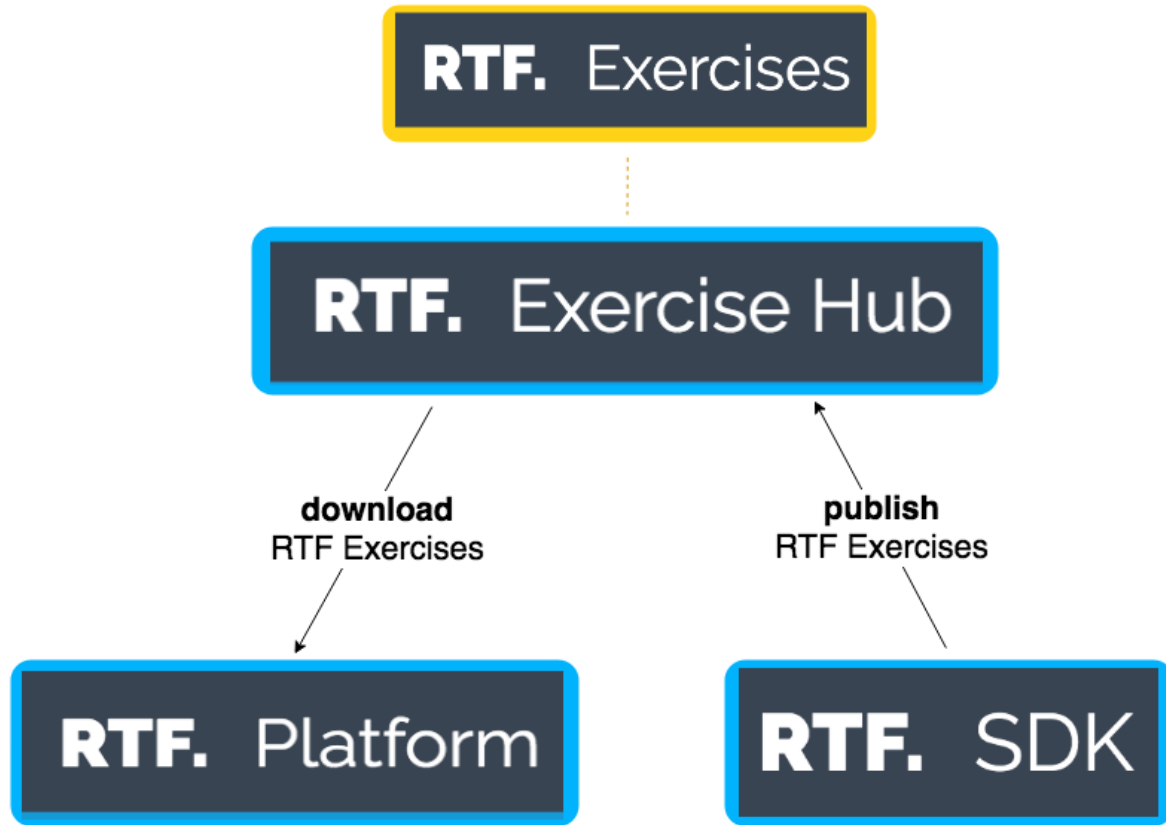 RTF. Exercises
RTF. Exercise Hub
download
RTF Exercises
publish
RTF Exercises
RTF. Platform
RTF. SDK